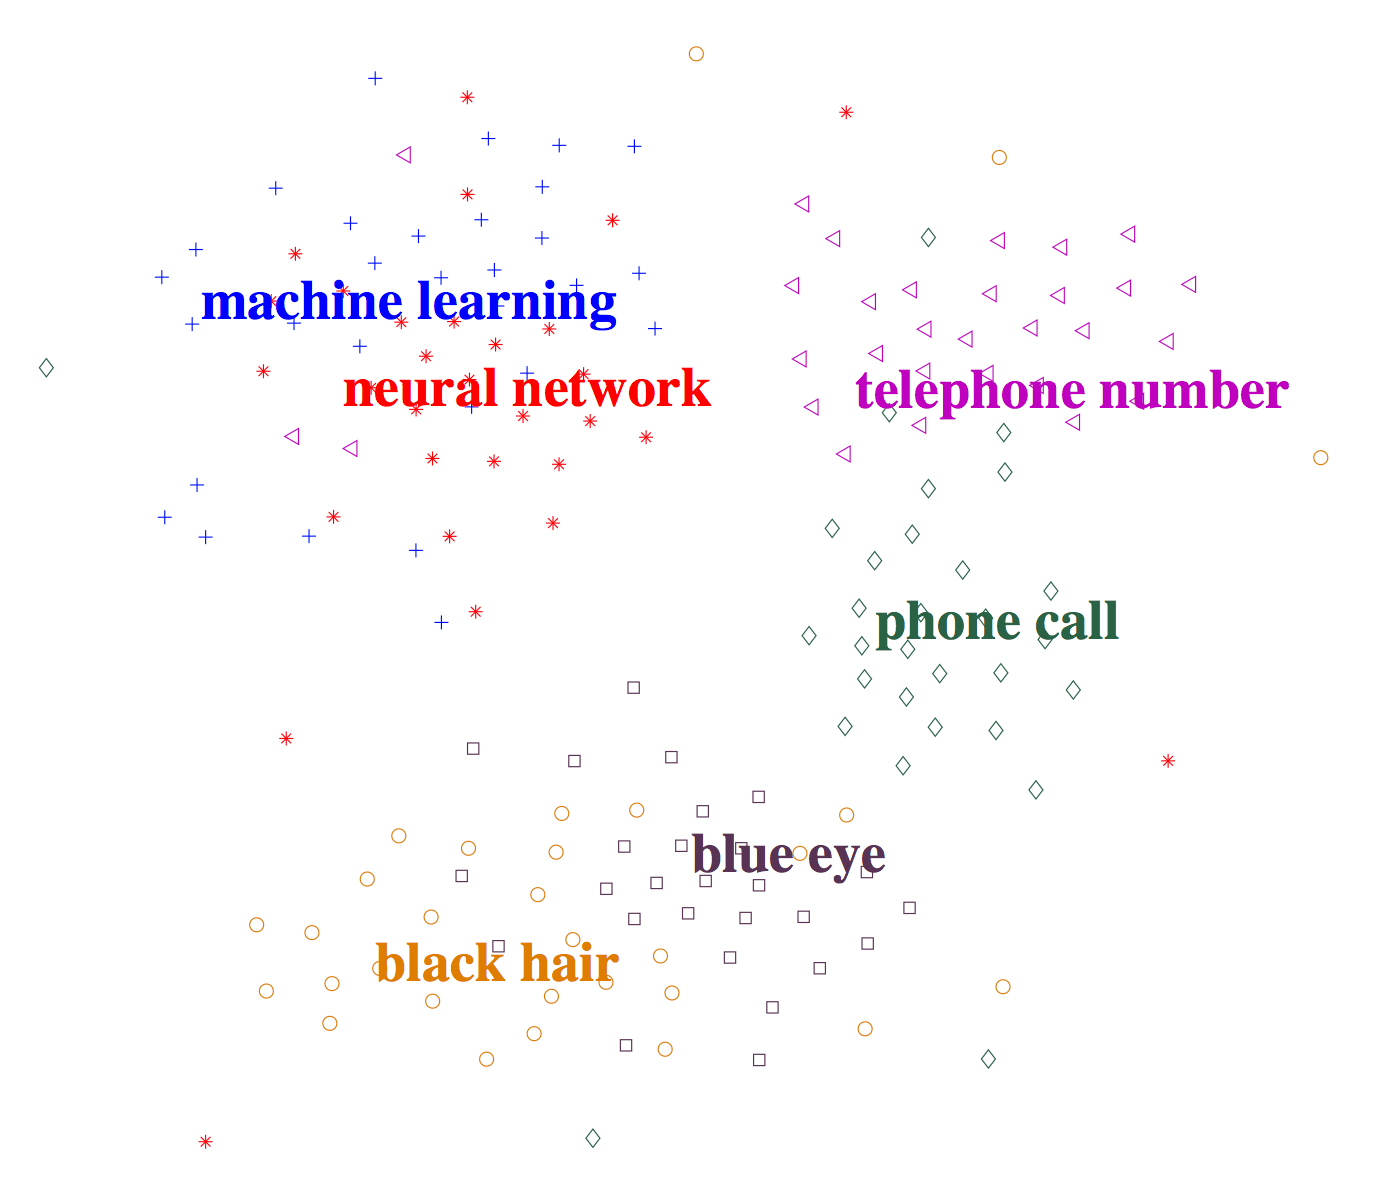 machine learning
neural network
telephone number
phone call
blue eye
black hair